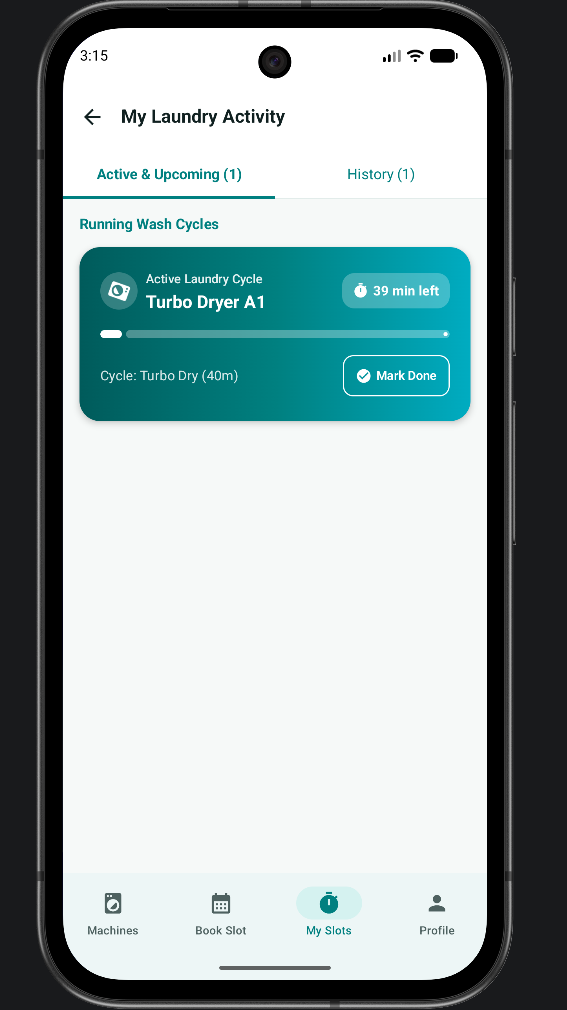 3:15
My Laundry Activity
Active & Upcoming (1)
History (1)
Running Wash Cycles
Active Laundry Cycle
Turbo Dryer A1
39 min left
Cycle: Turbo Dry (40m)
Mark Done
Machines
Book Slot
My Slots
Profile